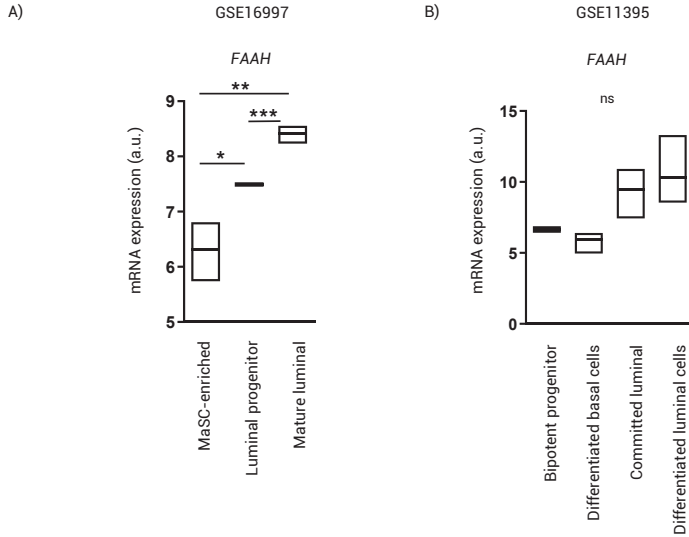 A)
GSE16997
FAAH
**
***
*
9
8
7
6
5
mRNA expression (a.u.)
MaSC-enriched
Luminal progenitor
Mature luminal
B)
GSE11395
FAAH
ns
15
10
5
0
mRNA expression (a.u.)
Bipotent progenitor
Differentiated basal cells
Committed luminal
Differentiated luminal cells